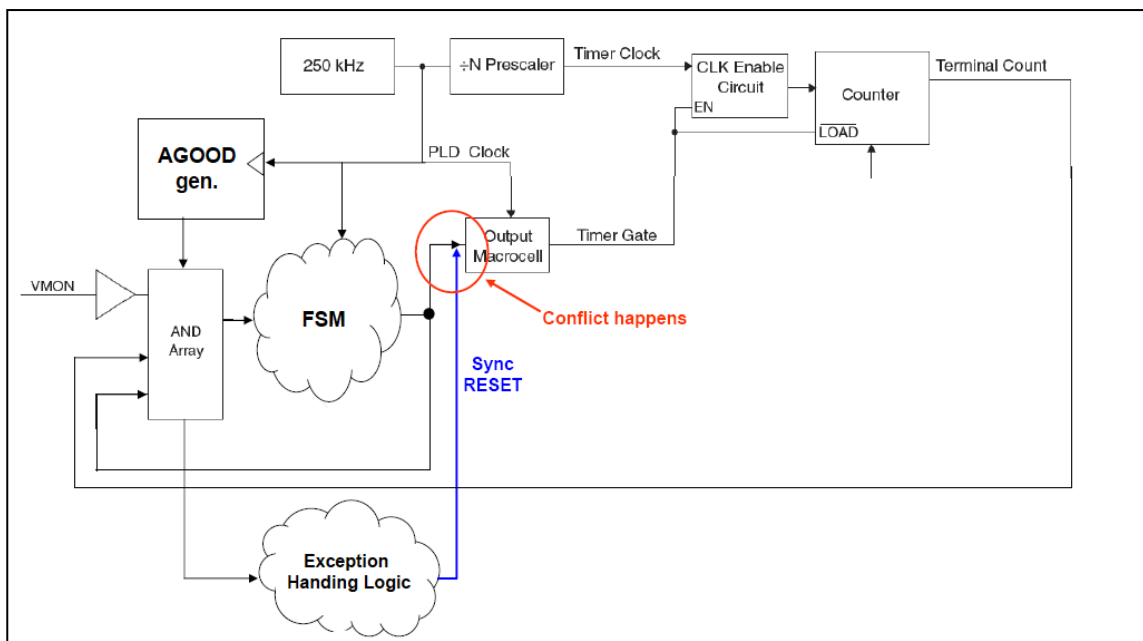 250 kHz
÷N Prescaler
Timer Clock
CLK Enable
Circuit
EN
Counter
LOAD
Terminal Count
AGOOD
gen.
PLD Clock
Output
Macrocell
Timer Gate
VMON
AND
Array
FSM
Conflict happens
Sync
RESET
Exception
Handing Logic